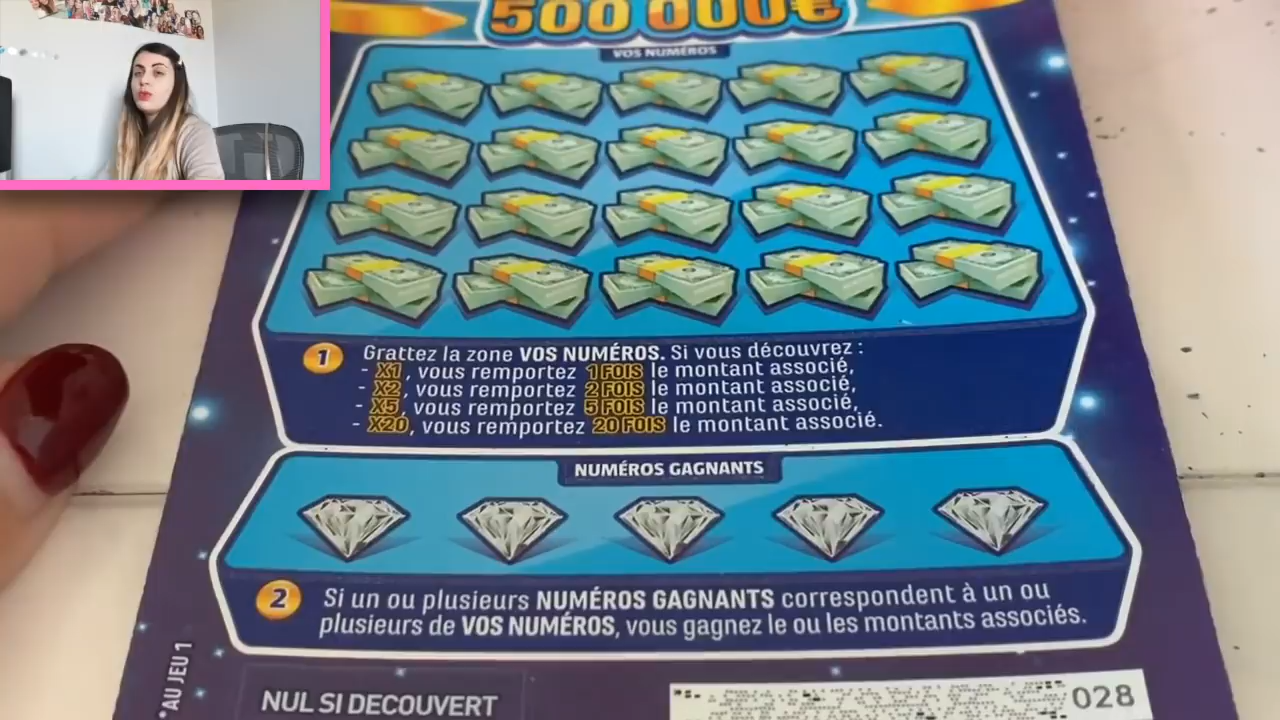 500 000€
VOS NUMÉROS
1 Grattez la zone VOS NUMÉROS. Si vous découvrez :
- X1, vous remportez 1 FOIS le montant associé,
- X2, vous remportez 2 FOIS le montant associé,
- X5, vous remportez 5 FOIS le montant associé,
- X20, vous remportez 20 FOIS le montant associé.
NUMÉROS GAGNANTS
2 Si un ou plusieurs NUMÉROS GAGNANTS correspondent à un ou
plusieurs de VOS NUMÉROS, vous gagnez le ou les montants associés.
* AU JEU 1
NUL SI DECOUVERT
028